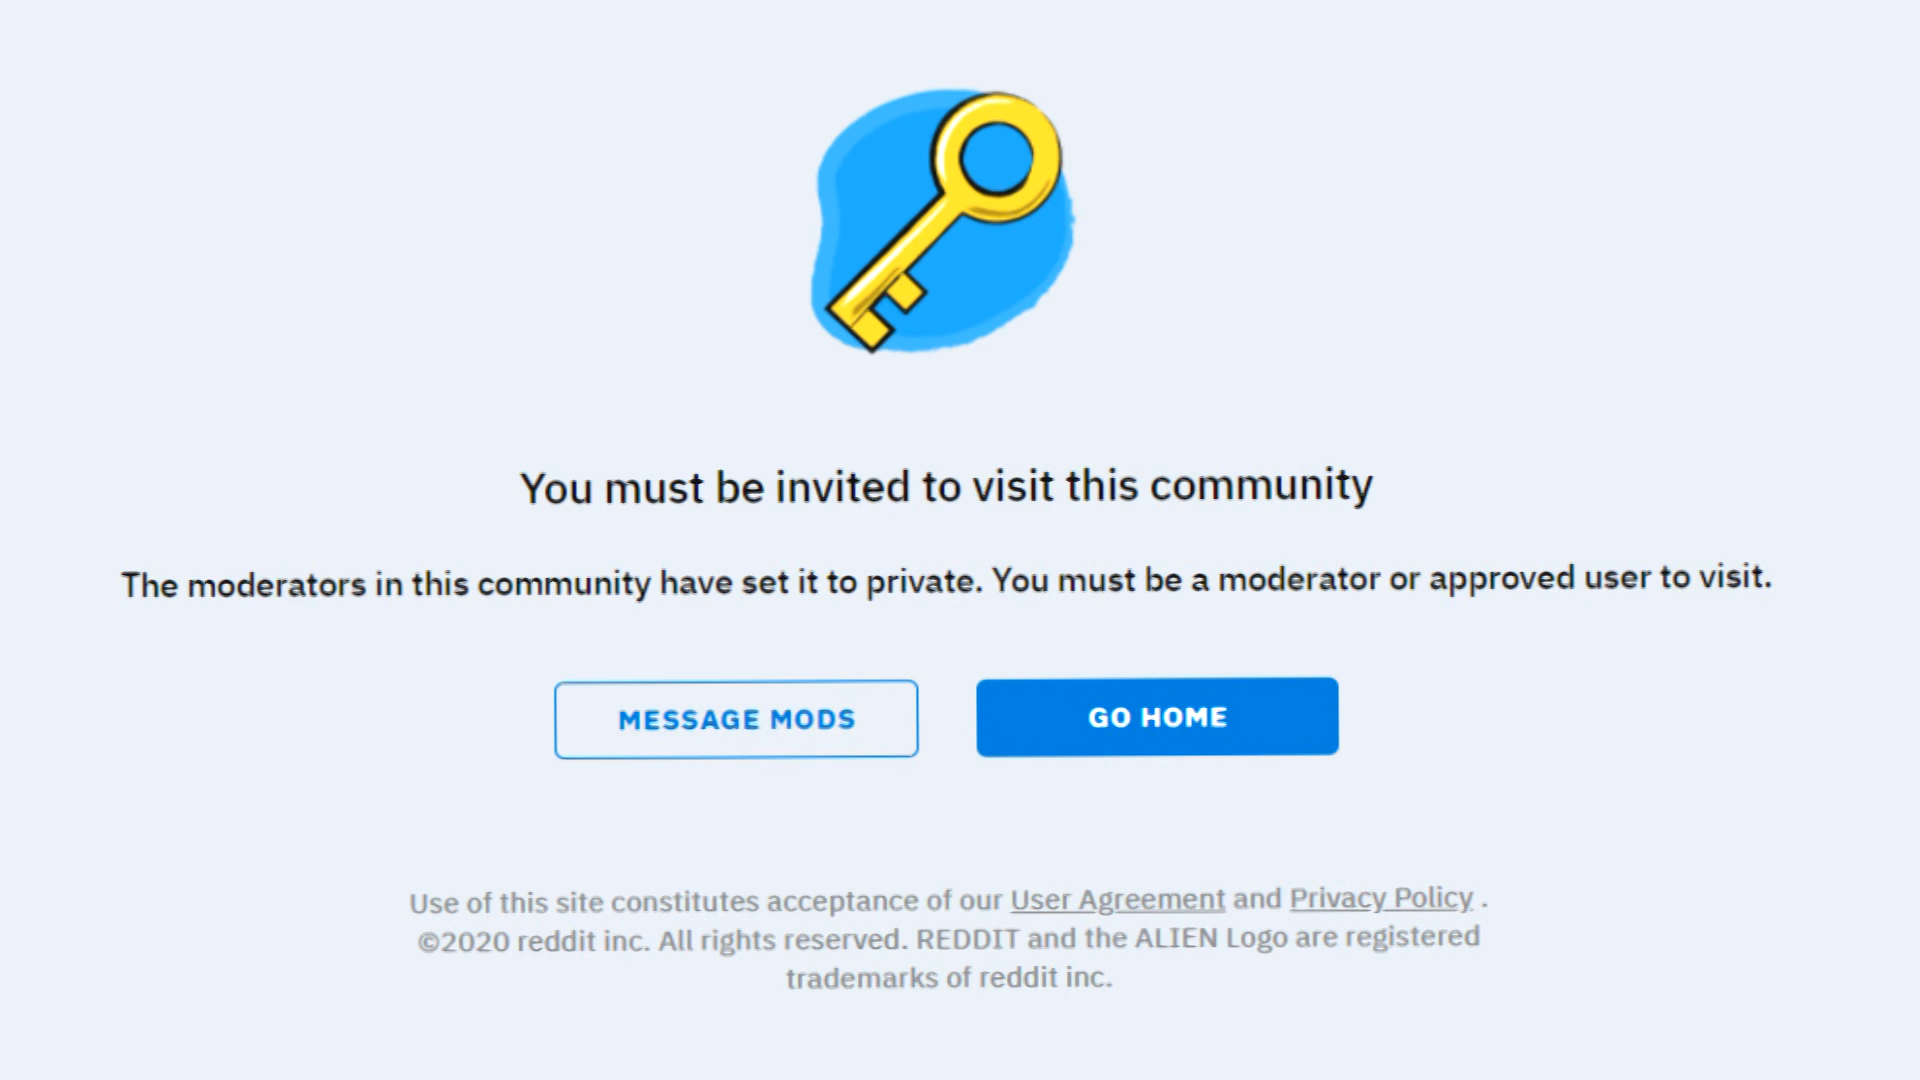 You must be invited to visit this community
The moderators in this community have set it to private. You must be a moderator or approved user to visit.
MESSAGE MODS
GO HOME
Use of this site constitutes acceptance of our User Agreement and Privacy Policy .
©2020 reddit inc. All rights reserved. REDDIT and the ALIEN Logo are registered
trademarks of reddit inc.